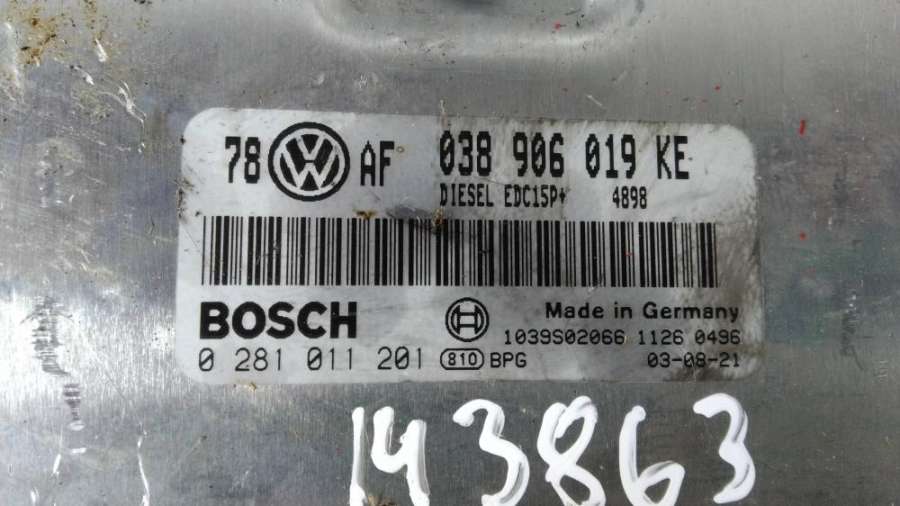 78 VW AF 038 906 019 KE
DIESEL EDC15P+ 4898
BOSCH Made in Germany
1039S02066 1126 0496
0 281 011 201 810 BPG 03-08-21
143863